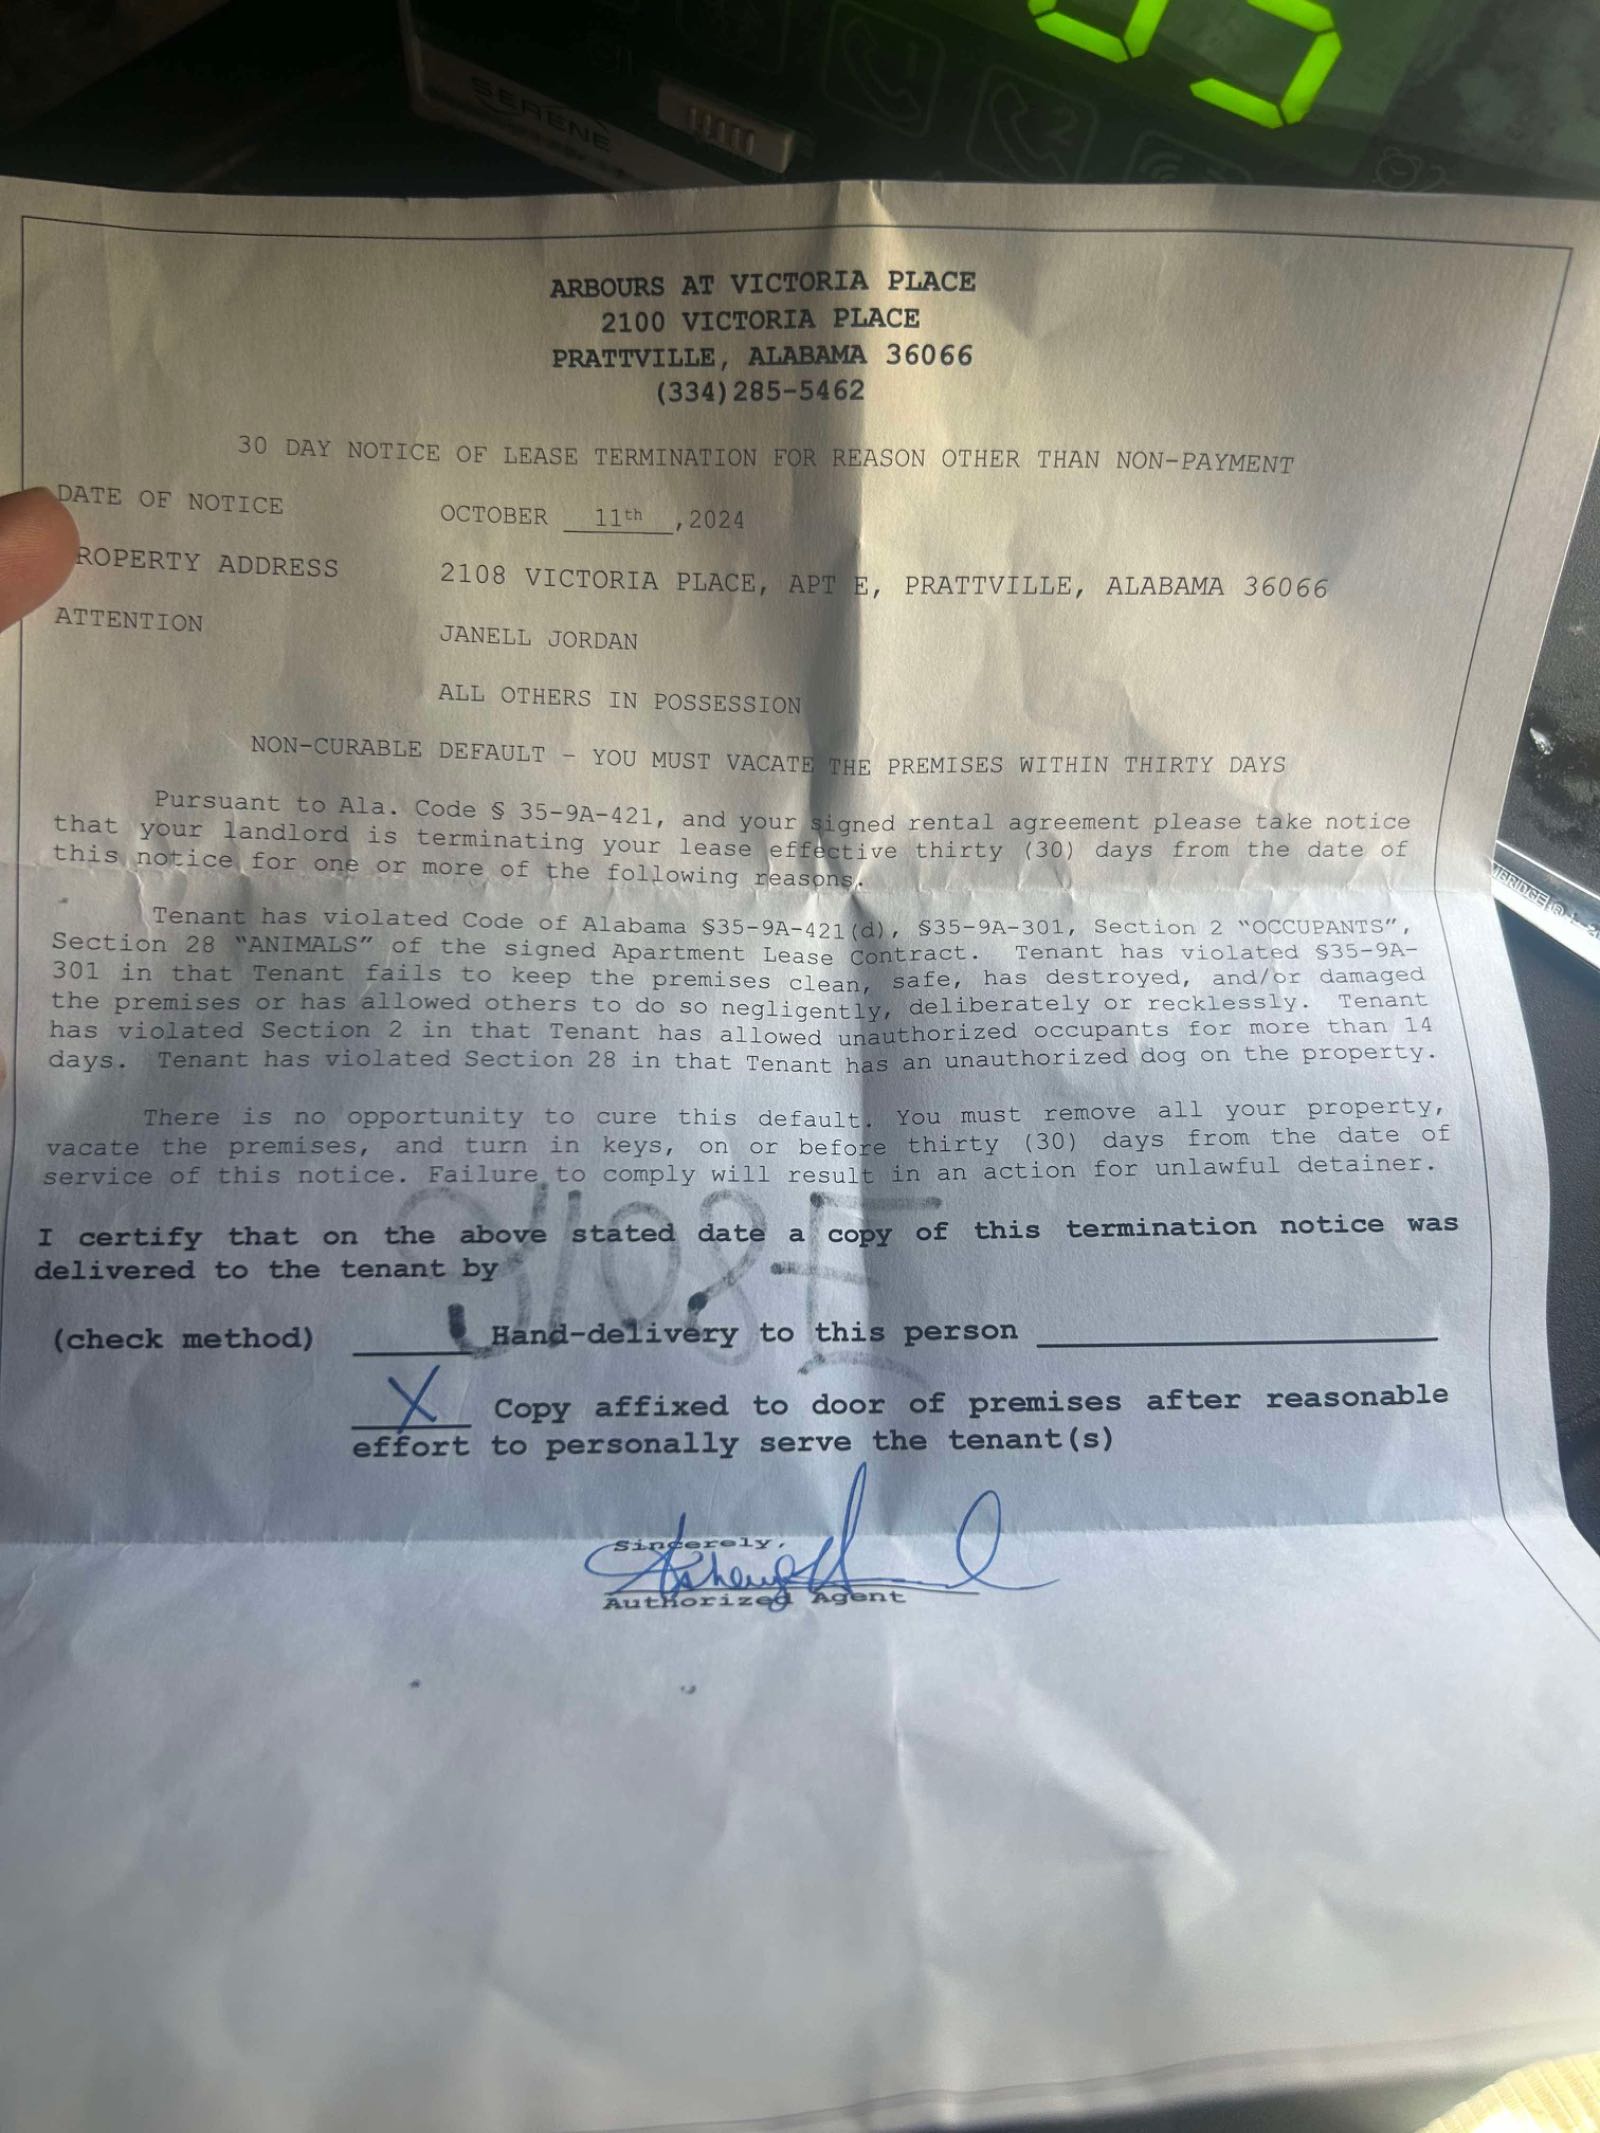 SERENE
2
ARBOURS AT VICTORIA PLACE
2100 VICTORIA PLACE
PRATTVILLE, ALABAMA 36066
(334)285-5462
30 DAY NOTICE OF LEASE TERMINATION FOR REASON OTHER THAN NON-PAYMENT
DATE OF NOTICE OCTOBER 11th, 2024
ROPERTY ADDRESS 2108 VICTORIA PLACE, APT E, PRATTVILLE, ALABAMA 36066
ATTENTION JANELL JORDAN
ALL OTHERS IN POSSESSION
NON-CURABLE DEFAULT – YOU MUST VACATE THE PREMISES WITHIN THIRTY DAYS
Pursuant to Ala. Code § 35-9A-421, and your signed rental agreement please take notice
that your landlord is terminating your lease effective thirty (30) days from the date of
this notice for one or more of the following reasons.
Tenant has violated Code of Alabama §35-9A-421(d), §35-9A-301, Section 2 “OCCUPANTS”,
Section 28 “ANIMALS” of the signed Apartment Lease Contract. Tenant has violated §35-9A-
301 in that Tenant fails to keep the premises clean, safe, has destroyed, and/or damaged
the premises or has allowed others to do so negligently, deliberately or recklessly. Tenant
has violated Section 2 in that Tenant has allowed unauthorized occupants for more than 14
days. Tenant has violated Section 28 in that Tenant has an unauthorized dog on the property.
There is no opportunity to cure this default. You must remove all your property,
vacate the premises, and turn in keys, on or before thirty (30) days from the date of
service of this notice. Failure to comply will result in an action for unlawful detainer.
2108 E
I certify that on the above stated date a copy of this termination notice was
delivered to the tenant by
(check method) Hand-delivery to this person
X Copy affixed to door of premises after reasonable
effort to personally serve the tenant(s)
Sincerely,
Authorized Agent